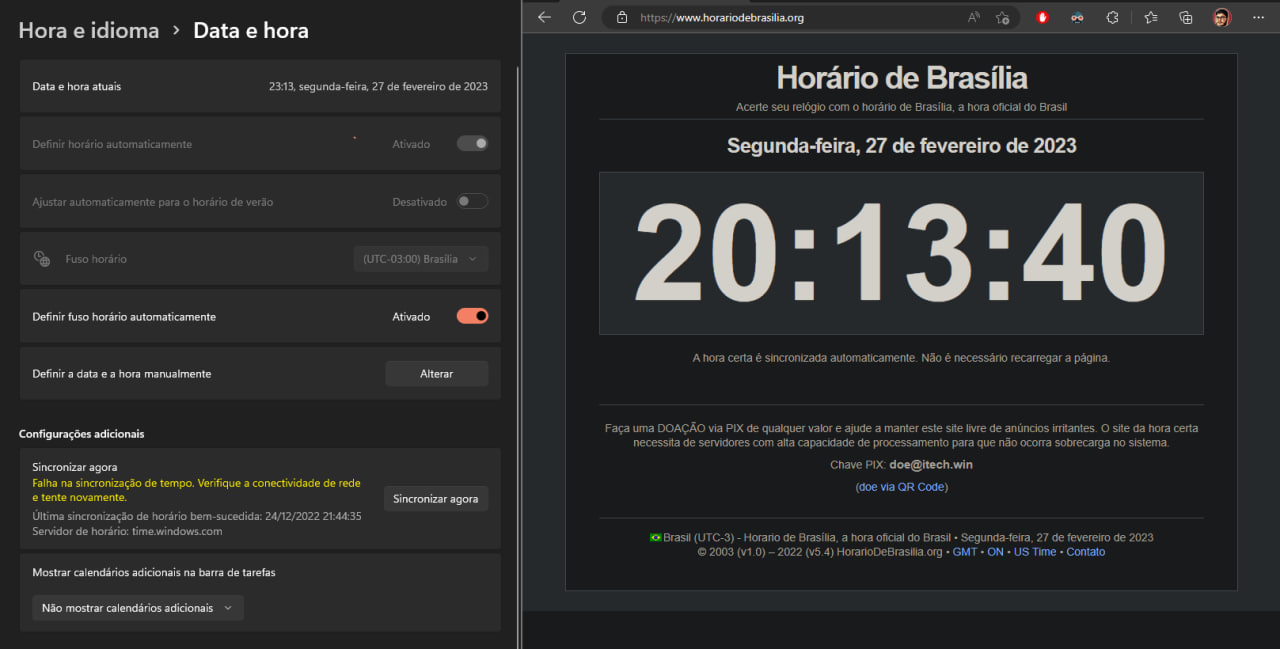 Hora e idioma > Data e hora
Data e hora atuais
23:13, segunda-feira, 27 de fevereiro de 2023
Definir horário automaticamente
Ativado
Ajustar automaticamente para o horário de verão
Desativado
Fuso horário
(UTC-03:00) Brasília
Definir fuso horário automaticamente
Ativado
Definir a data e a hora manualmente
Alterar
Configurações adicionais
Sincronizar agora
Falha na sincronização de tempo. Verifique a conectividade de rede
e tente novamente.
Última sincronização de horário bem-sucedida: 24/12/2022 21:44:35
Servidor de horário: time.windows.com
Sincronizar agora
Mostrar calendários adicionais na barra de tarefas
Não mostrar calendários adicionais
https://www.horariodebrasilia.org
Horário de Brasília
Acerte seu relógio com o horário de Brasília, a hora oficial do Brasil
Segunda-feira, 27 de fevereiro de 2023
20:13:40
A hora certa é sincronizada automaticamente. Não é necessário recarregar a página.
Faça uma DOAÇÃO via PIX de qualquer valor e ajude a manter este site livre de anúncios irritantes. O site da hora certa
necessita de servidores com alta capacidade de processamento para que não ocorra sobrecarga no sistema.
Chave PIX: doe@itech.win
(doe via QR Code)
Brasil (UTC-3) - Horario de Brasília, a hora oficial do Brasil • Segunda-feira, 27 de fevereiro de 2023
© 2003 (v1.0) – 2022 (v5.4) HorarioDeBrasilia.org • GMT • ON • US Time • Contato